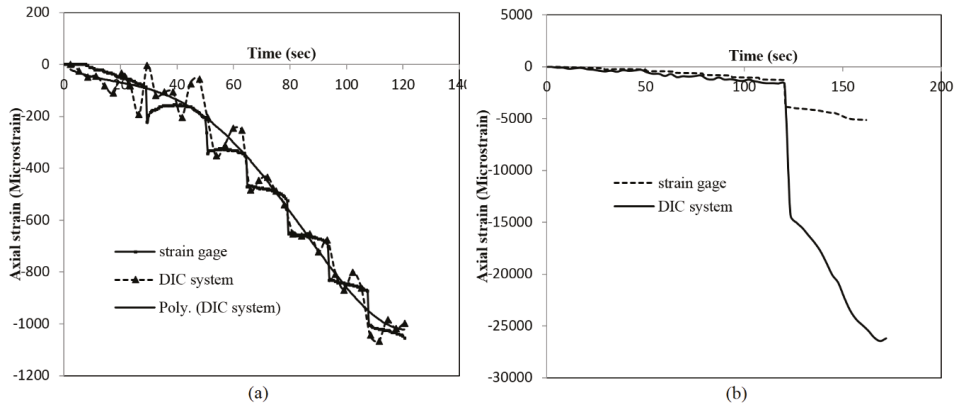 200
0
-200
-400
-600
-800
-1000
-1200
Axial strain (Microstrain)
Time (sec)
0 20 40 60 80 100 120 140
strain gage
DIC system
Poly. (DIC system)
(a)
5000
0
-5000
-10000
-15000
-20000
-25000
-30000
Axial strain (Microstrain)
Time (sec)
0 50 100 150 200
strain gage
DIC system
(b)